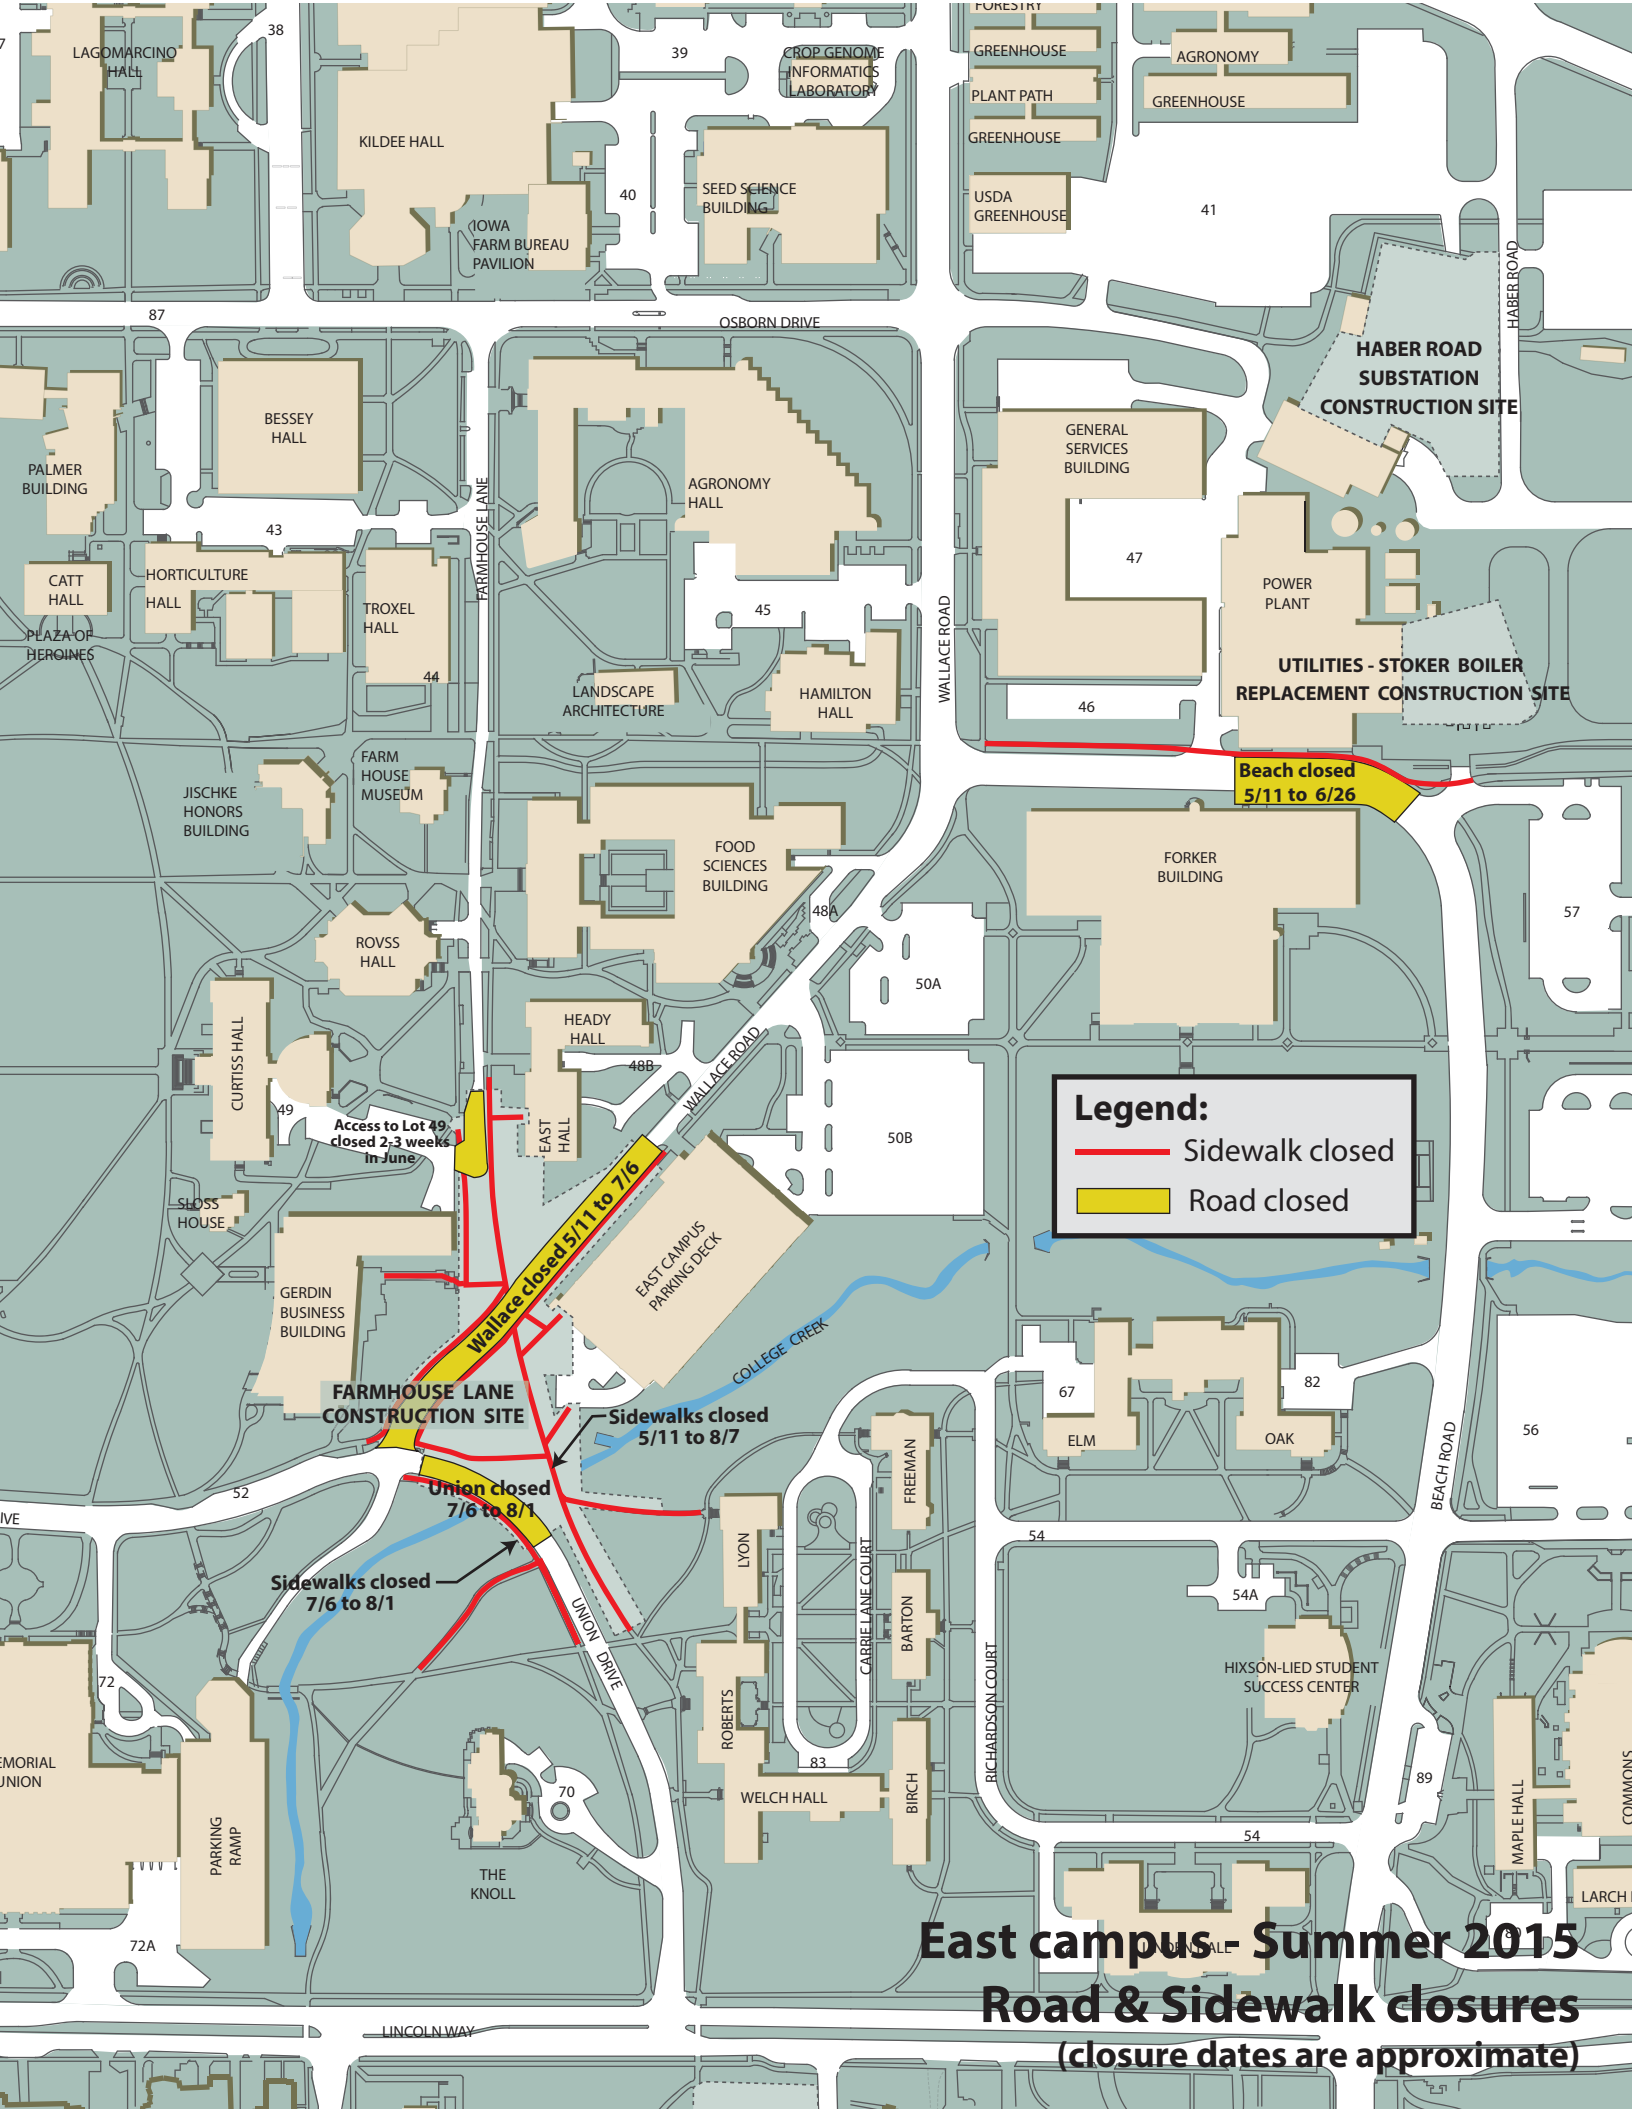 38
LAGOMARCINO
HALL
KILDEE HALL
39
CROP GENOME
INFORMATICS
LABORATORY
FORESTRY
GREENHOUSE
PLANT PATH
GREENHOUSE
AGRONOMY
GREENHOUSE
40
SEED SCIENCE
BUILDING
USDA
GREENHOUSE
41
IOWA
FARM BUREAU
PAVILION
HABER ROAD
87
OSBORN DRIVE
HABER ROAD
SUBSTATION
CONSTRUCTION SITE
BESSEY
HALL
GENERAL
SERVICES
BUILDING
PALMER
BUILDING
AGRONOMY
HALL
FARMHOUSE LANE
43
47
CATT
HALL
HORTICULTURE
HALL
TROXEL
HALL
44
45
POWER
PLANT
PLAZA OF
HEROINES
WALLACE ROAD
UTILITIES - STOKER BOILER
REPLACEMENT CONSTRUCTION SITE
LANDSCAPE
ARCHITECTURE
HAMILTON
HALL
46
FARM
HOUSE
MUSEUM
JISCHKE
HONORS
BUILDING
Beach closed
5/11 to 6/26
FOOD
SCIENCES
BUILDING
FORKER
BUILDING
48A
57
ROVSS
HALL
50A
HEADY
HALL
CURTISS HALL
48B
WALLACE ROAD
49
Access to Lot 49
closed 2-3 weeks
in June
EAST
HALL
50B
Legend:
Sidewalk closed
Road closed
SLOSS
HOUSE
Wallace closed 5/11 to 7/6
EAST CAMPUS
PARKING DECK
GERDIN
BUSINESS
BUILDING
COLLEGE CREEK
FARMHOUSE LANE
CONSTRUCTION SITE
Sidewalks closed
5/11 to 8/7
67
82
ELM
OAK
56
FREEMAN
BEACH ROAD
52
IVE
Union closed
7/6 to 8/1
LYON
54
Sidewalks closed
7/6 to 8/1
CARRIE LANE COURT
54A
BARTON
UNION DRIVE
RICHARDSON COURT
HIXSON-LIED STUDENT
SUCCESS CENTER
72
ROBERTS
EMORIAL
UNION
83
70
WELCH HALL
BIRCH
89
MAPLE HALL
COMMONS
PARKING
RAMP
54
THE
KNOLL
LARCH
72A
LINDEN HALL
80
East campus - Summer 2015
Road & Sidewalk closures
(closure dates are approximate)
LINCOLN WAY